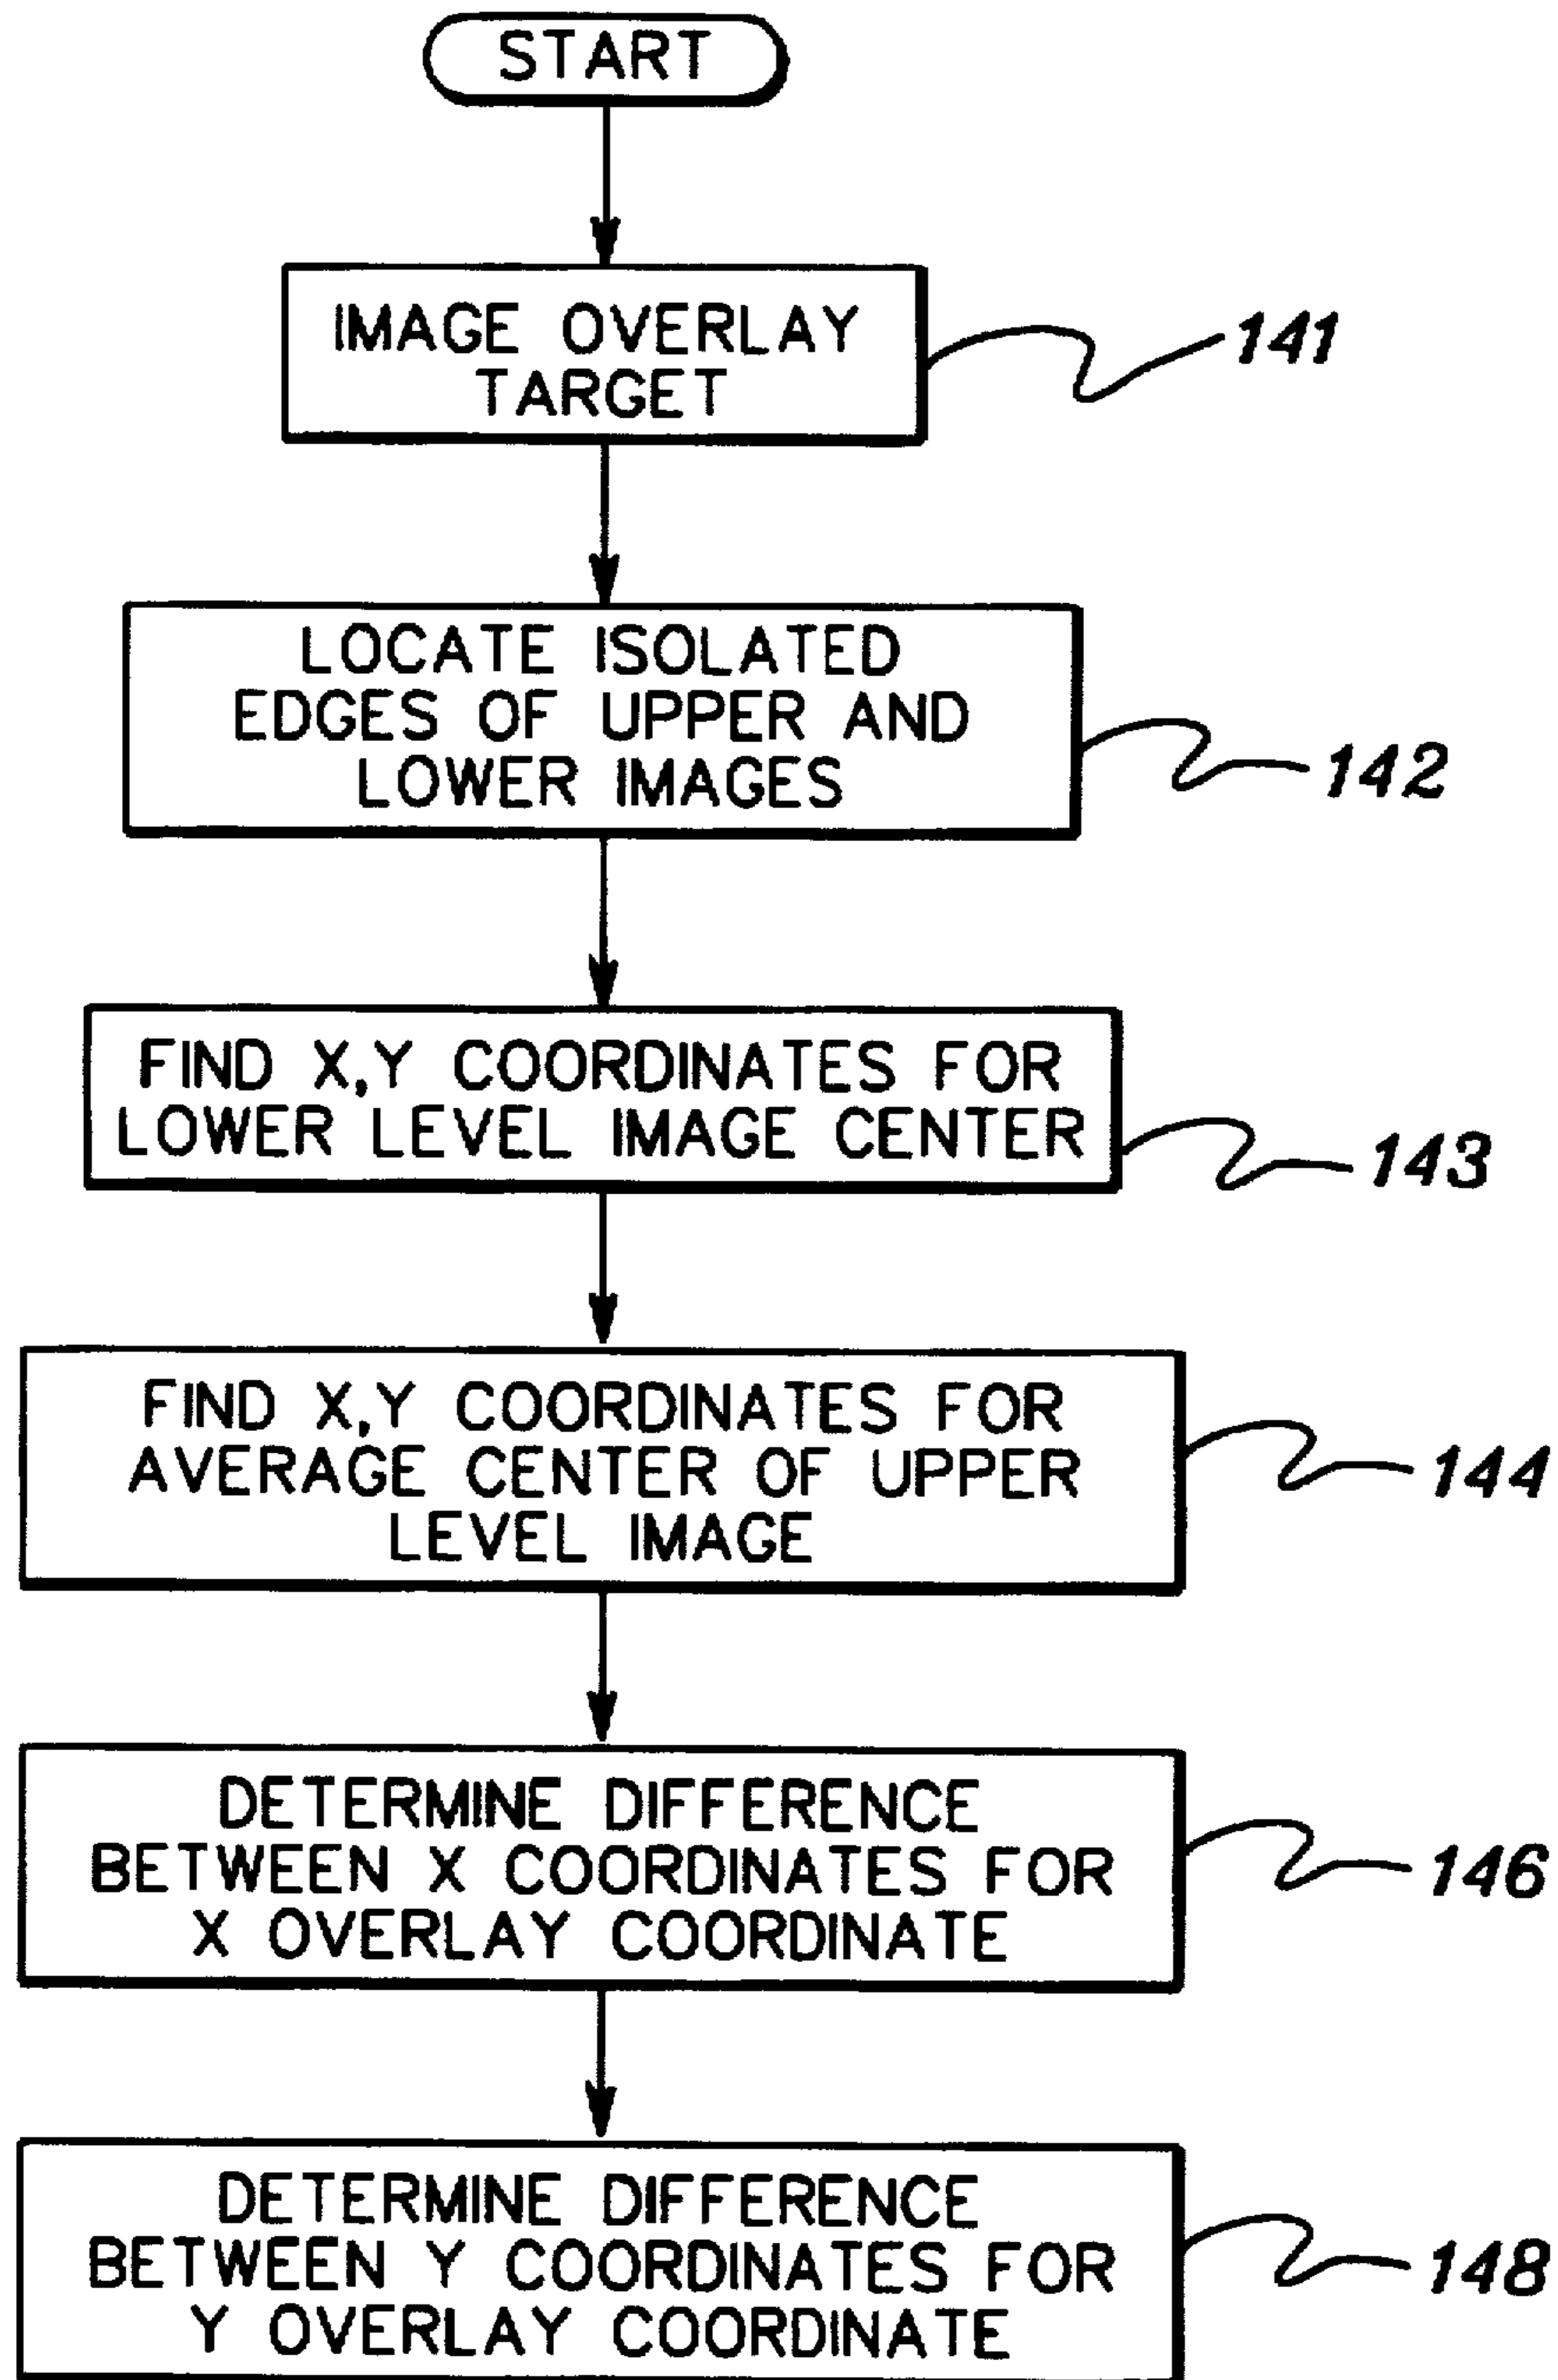 START
IMAGE OVERLAY
TARGET
141
LOCATE ISOLATED
EDGES OF UPPER AND
LOWER IMAGES
142
FIND X,Y COORDINATES FOR
LOWER LEVEL IMAGE CENTER
143
FIND X,Y COORDINATES FOR
AVERAGE CENTER OF UPPER
LEVEL IMAGE
144
DETERMINE DIFFERENCE
BETWEEN X COORDINATES FOR
X OVERLAY COORDINATE
146
DETERMINE DIFFERENCE
BETWEEN Y COORDINATES FOR
Y OVERLAY COORDINATE
148